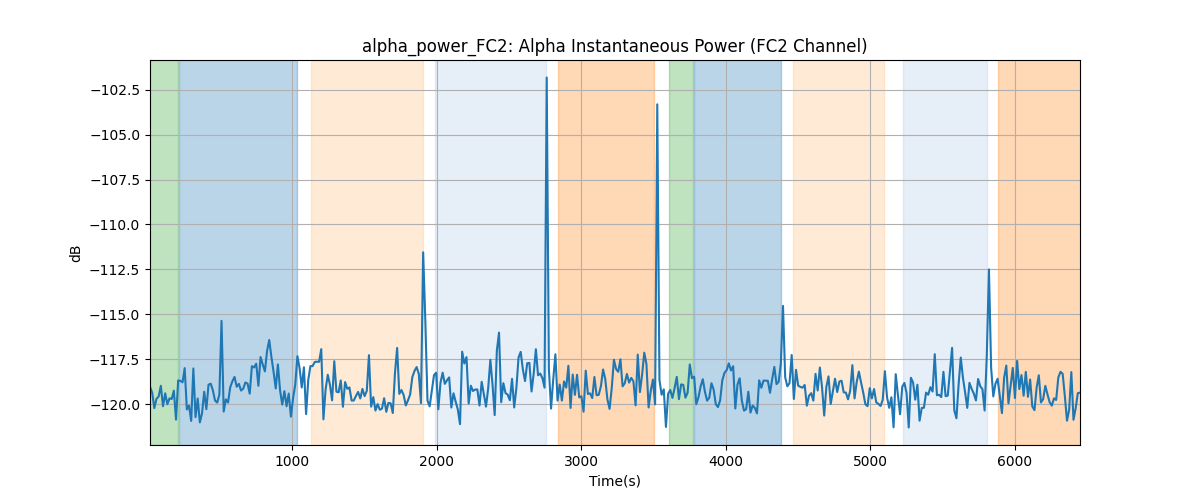 alpha_power_FC2: Alpha Instantaneous Power (FC2 Channel)
dB
−102.5
−105.0
−107.5
−110.0
−112.5
−115.0
−117.5
−120.0
1000 2000 3000 4000 5000 6000
Time(s)